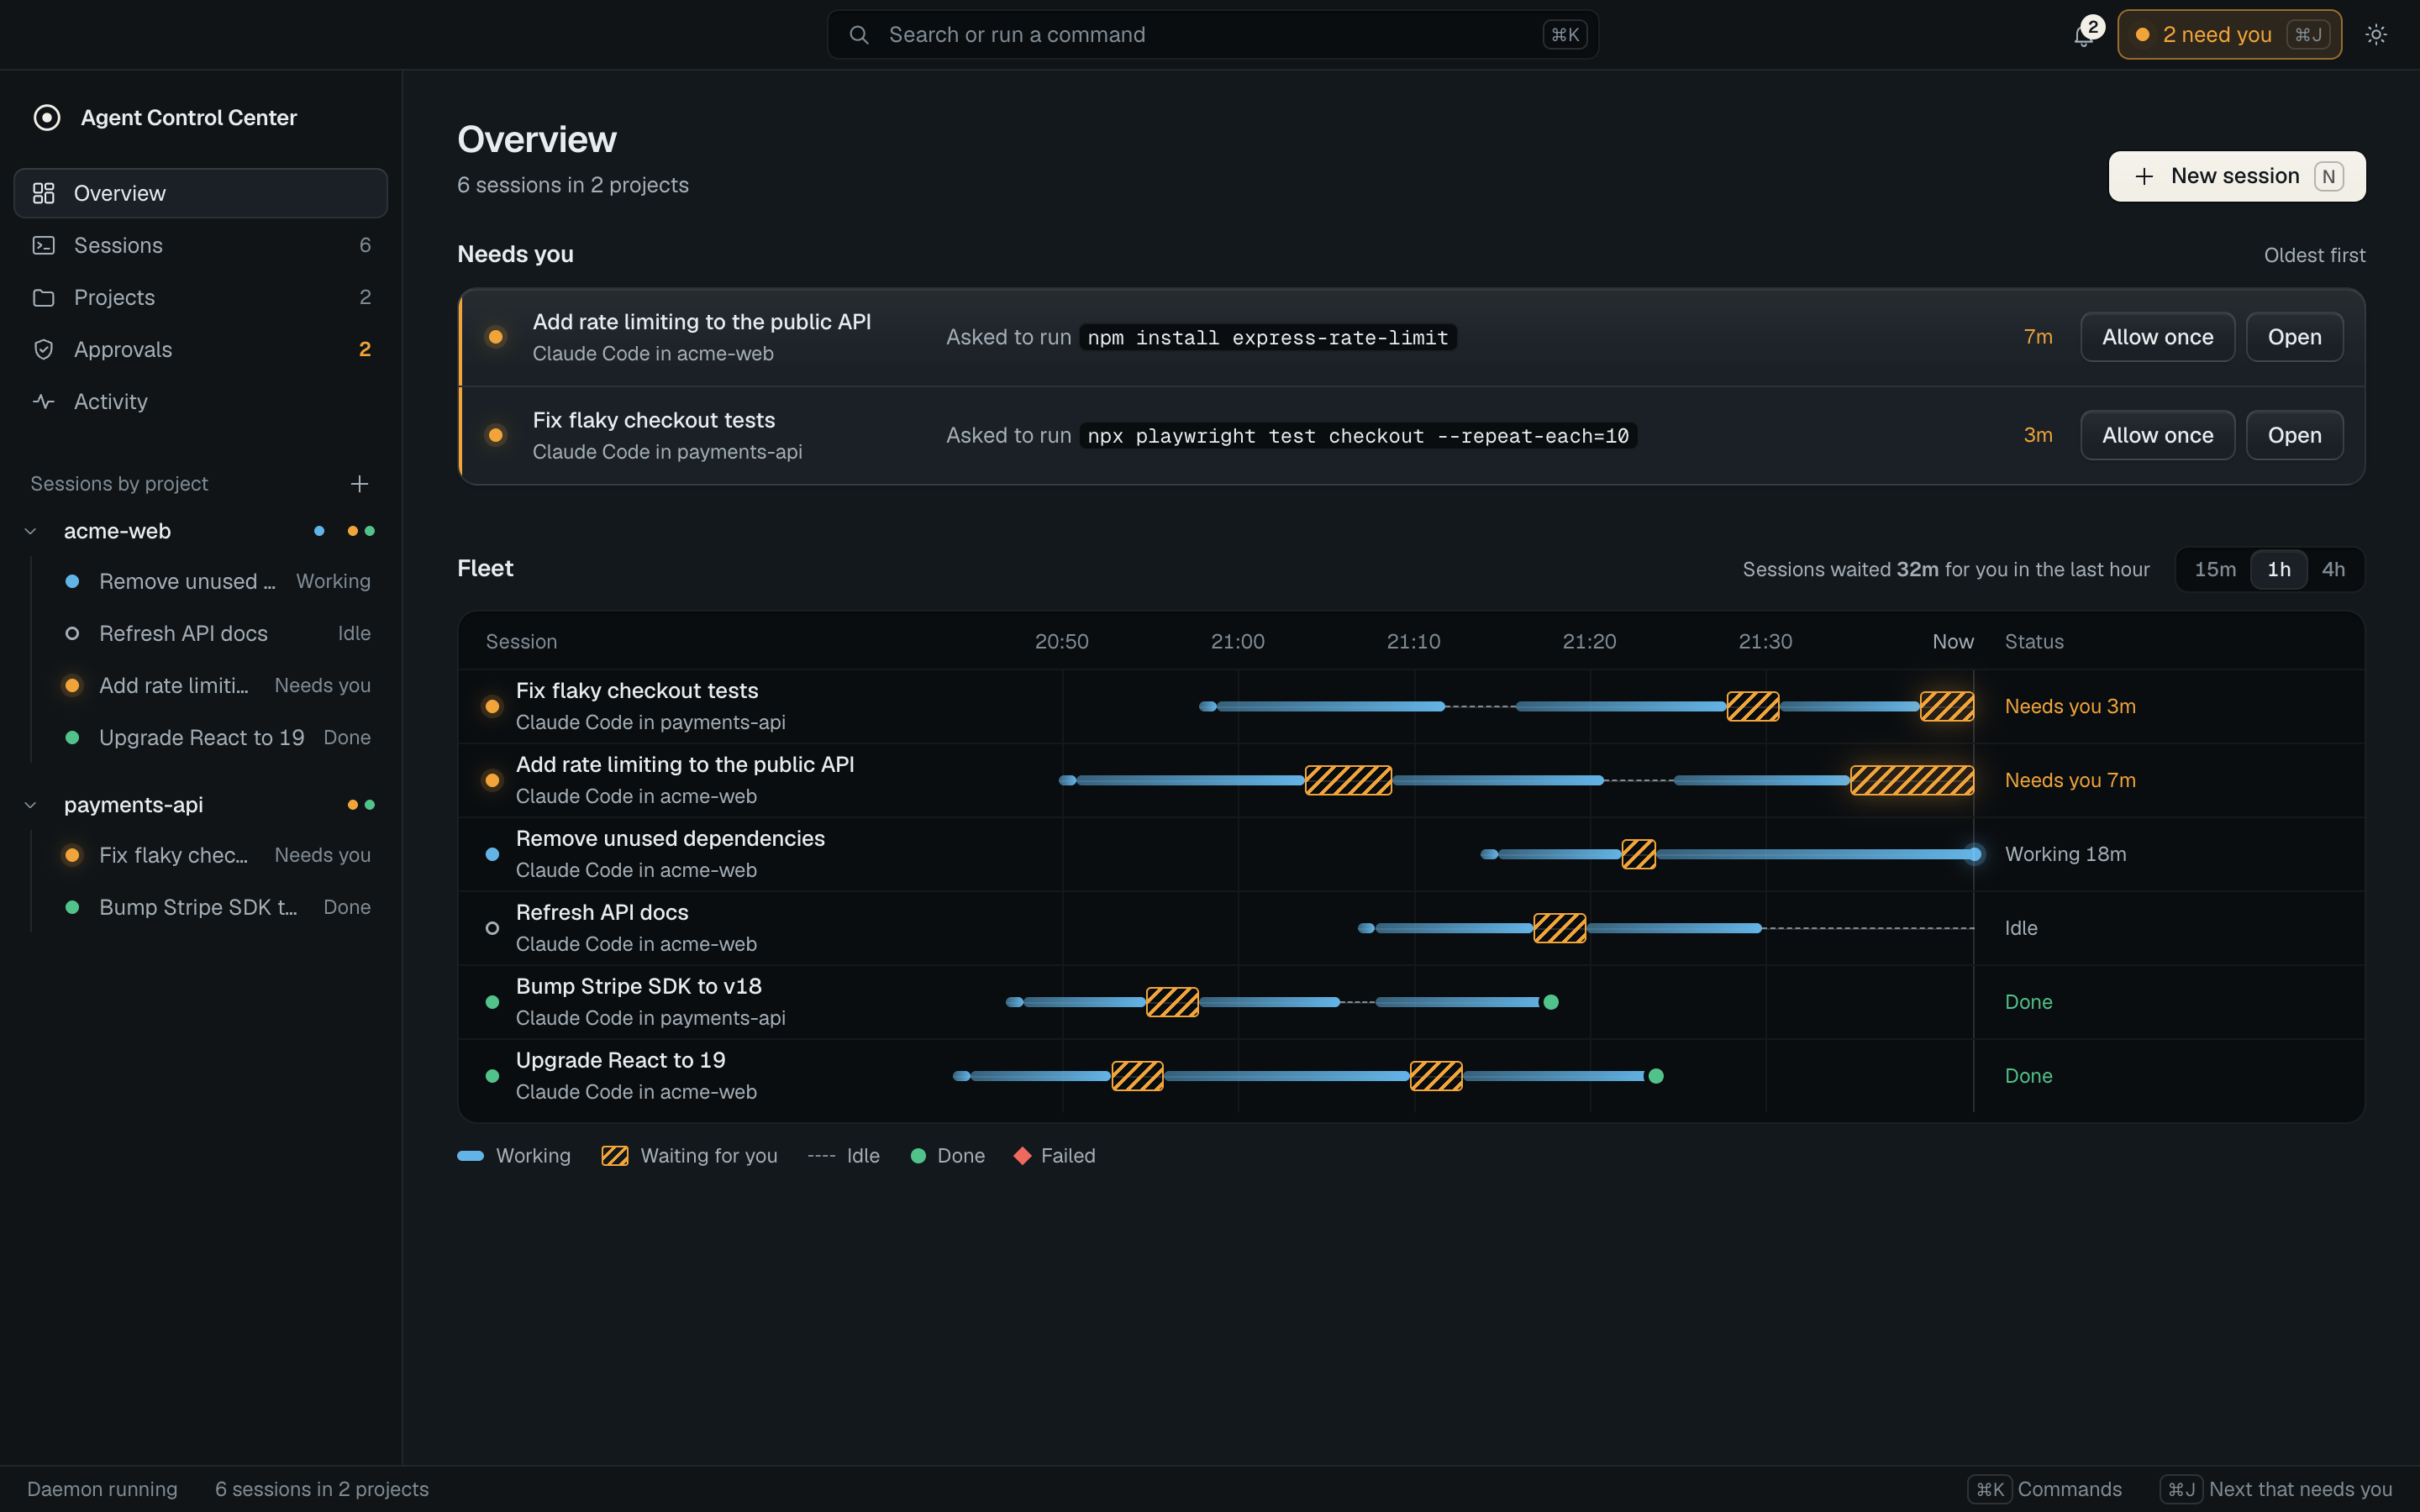 Search or run a command ⌘K
2
2 need you ⌘J
Agent Control Center
Overview
Sessions 6
Projects 2
Approvals 2
Activity
Sessions by project
acme-web
Remove unused ... Working
Refresh API docs Idle
Add rate limiti... Needs you
Upgrade React to 19 Done
payments-api
Fix flaky chec... Needs you
Bump Stripe SDK t... Done
Overview
6 sessions in 2 projects
New session N
Needs you Oldest first
Add rate limiting to the public API
Claude Code in acme-web
Asked to run npm install express-rate-limit
7m Allow once Open
Fix flaky checkout tests
Claude Code in payments-api
Asked to run npx playwright test checkout --repeat-each=10
3m Allow once Open
Fleet Sessions waited 32m for you in the last hour 15m 1h 4h
Session 20:50 21:00 21:10 21:20 21:30 Now Status
Fix flaky checkout tests
Claude Code in payments-api
Needs you 3m
Add rate limiting to the public API
Claude Code in acme-web
Needs you 7m
Remove unused dependencies
Claude Code in acme-web
Working 18m
Refresh API docs
Claude Code in acme-web
Idle
Bump Stripe SDK to v18
Claude Code in payments-api
Done
Upgrade React to 19
Claude Code in acme-web
Done
Working Waiting for you Idle Done Failed
Daemon running 6 sessions in 2 projects ⌘K Commands ⌘J Next that needs you